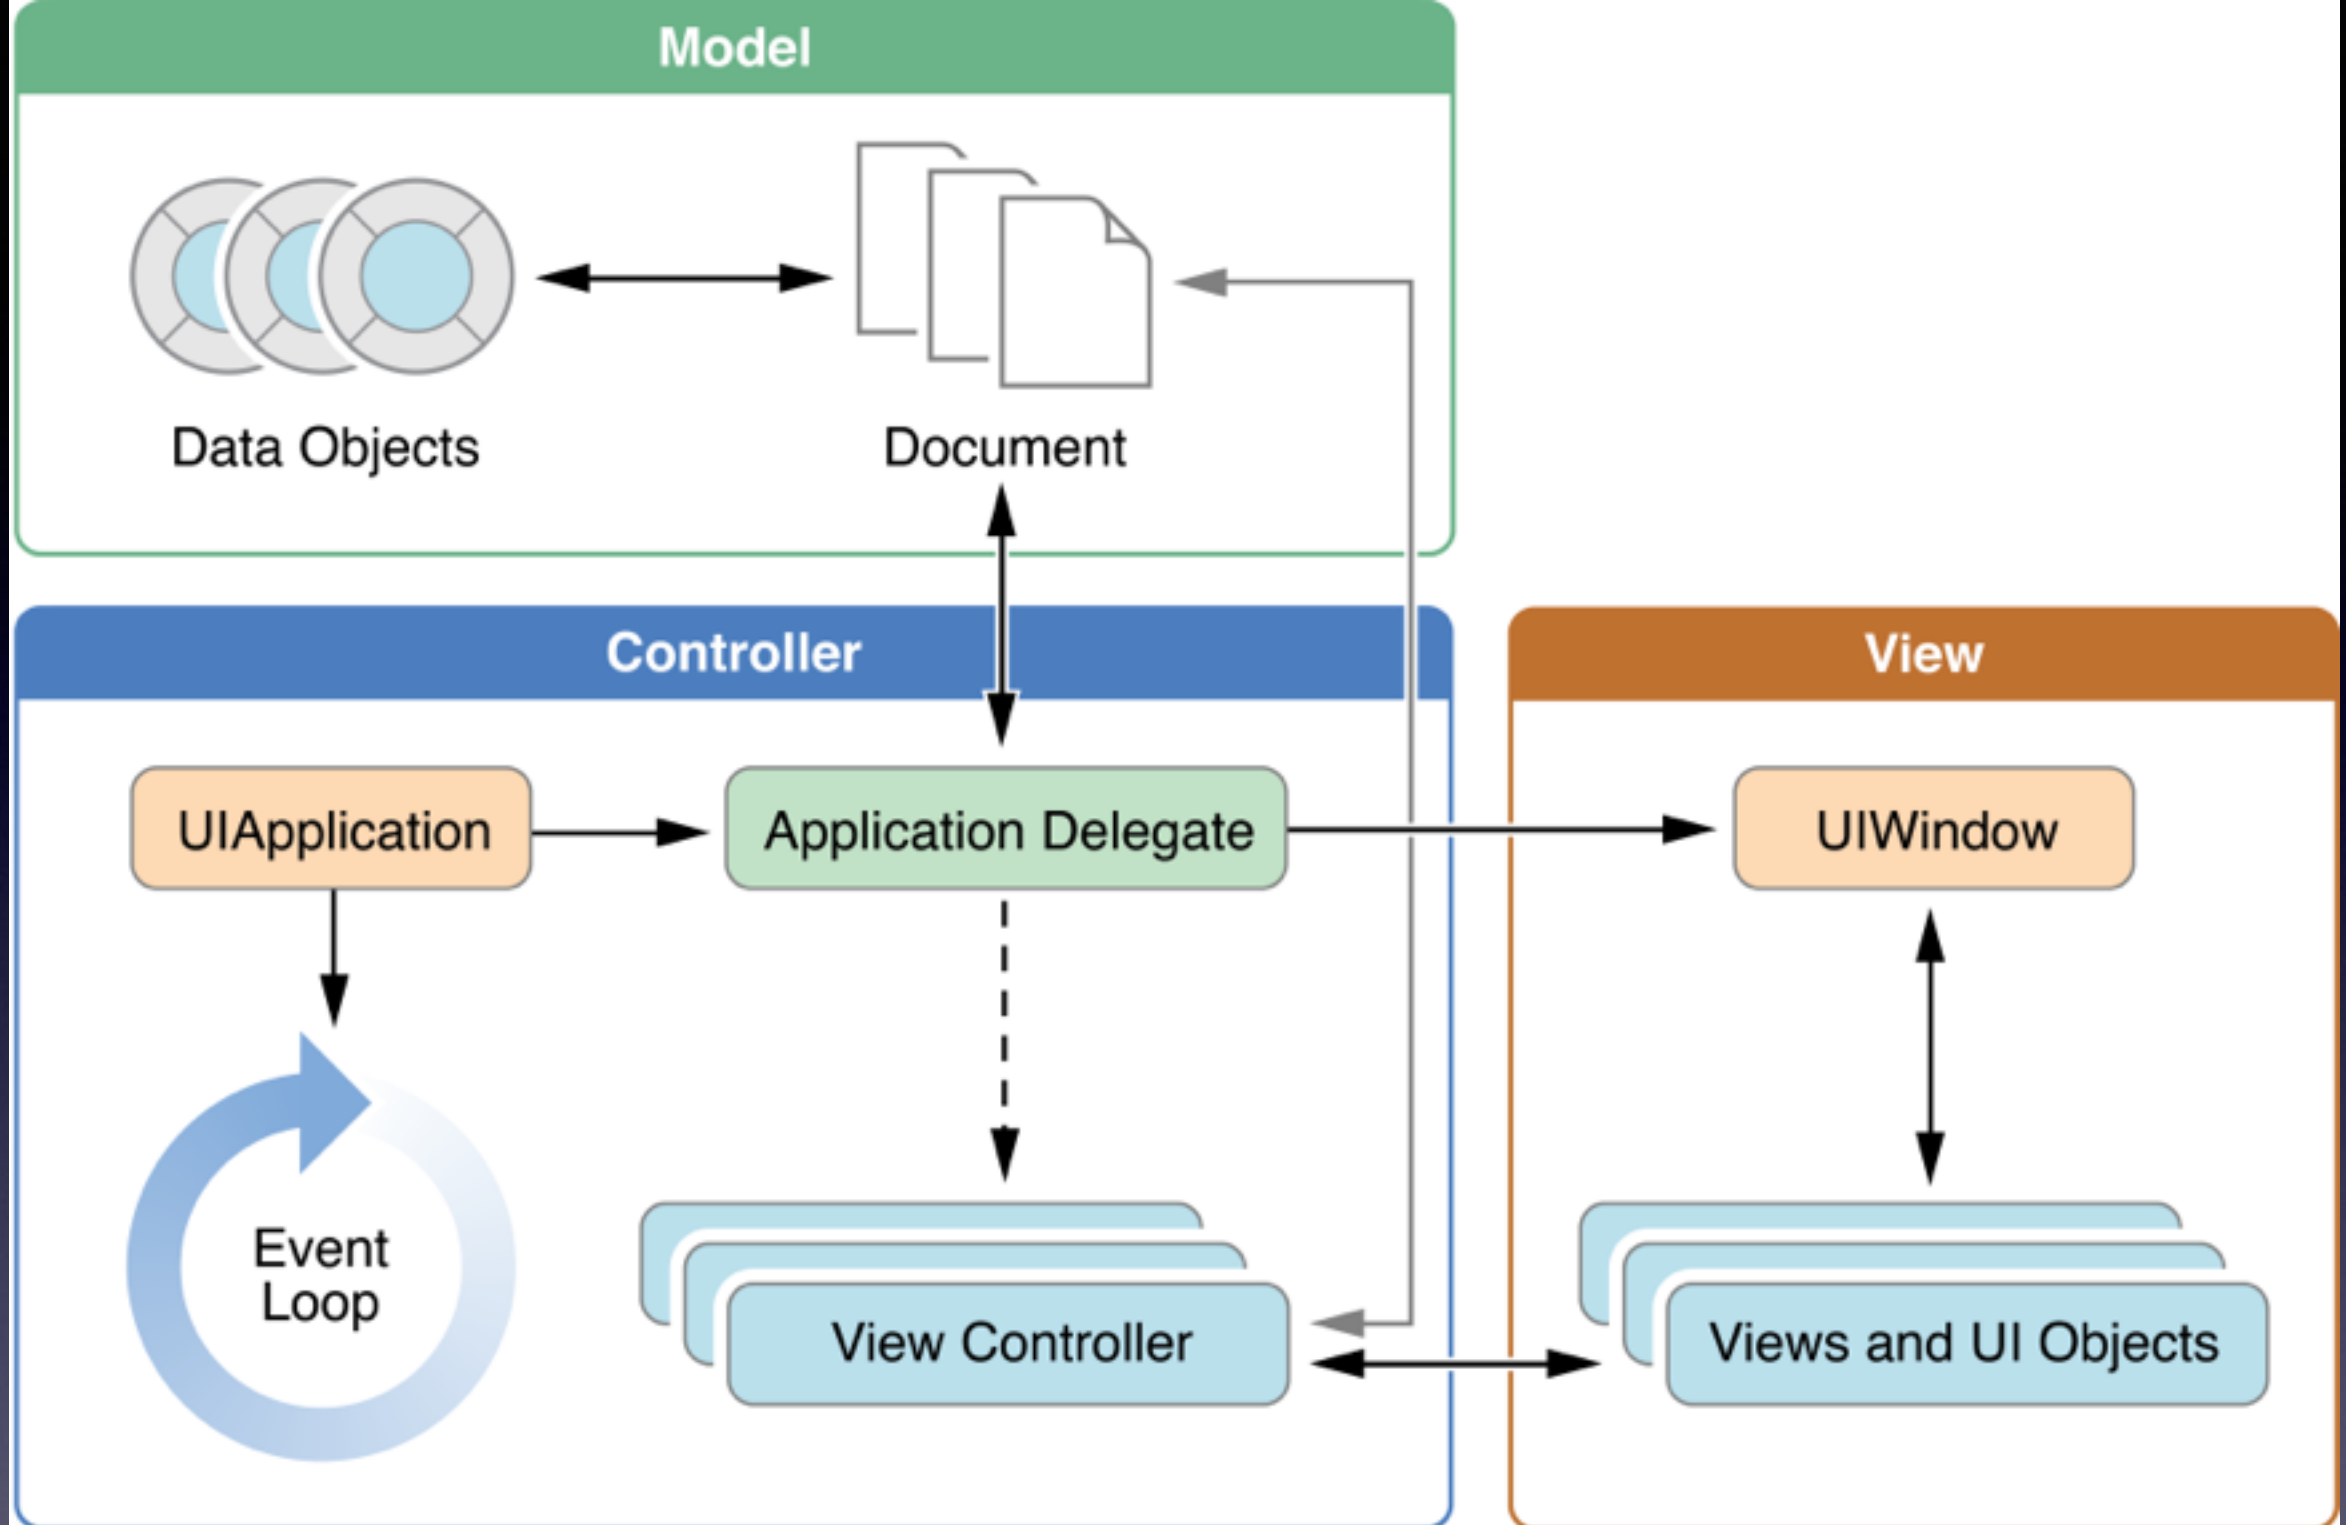 Model
Data Objects
Document
Controller
View
UIApplication
Application Delegate
UIWindow
Event
Loop
View Controller
Views and UI Objects